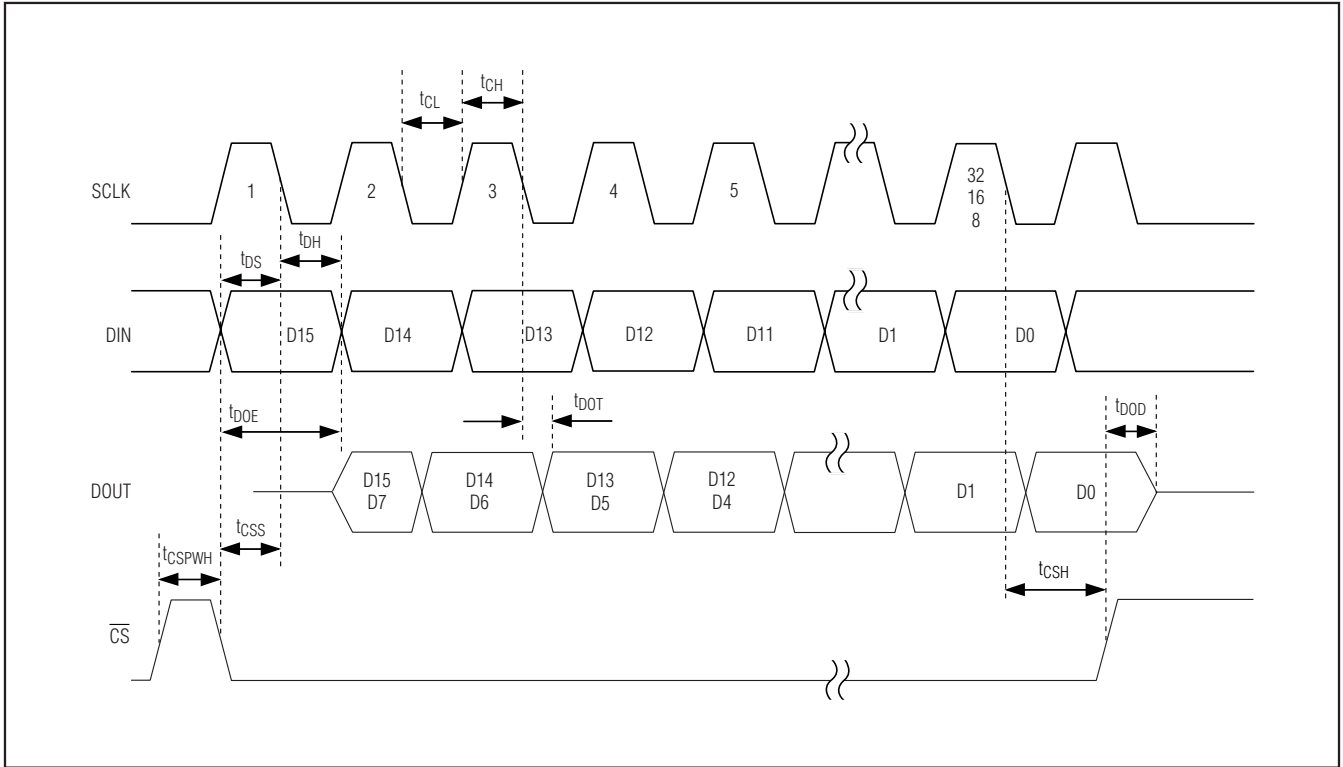 tCL
tCH
SCLK
1
2
3
4
5
32
16
8
tDS
tDH
DIN
D15
D14
D13
D12
D11
D1
D0
tDOE
tDOT
tDOD
DOUT
D15
D7
D14
D6
D13
D5
D12
D4
D1
D0
tCSPWH
tCSS
tCSH
CS